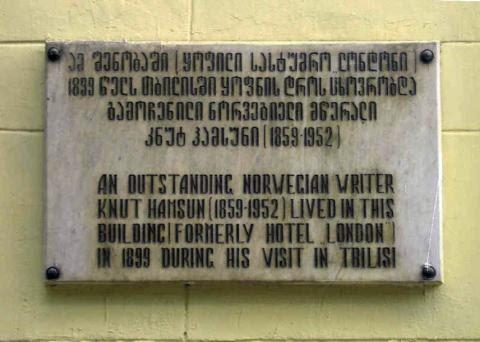 ამ შენობაში (ყოფილი სასტუმრო „ლონდონი")
1899 წელს თბილისში ყოფნის დროს ცხოვრობდა
გამოჩენილი ნორვეგიელი მწერალი
კნუტ ჰამსუნი (1859-1952)
AN OUTSTANDING NORWEGIAN WRITER
KNUT HAMSUN (1859-1952) LIVED IN THIS
BUILDING (FORMERLY HOTEL „LONDON")
IN 1899 DURING HIS VISIT IN TBILISI